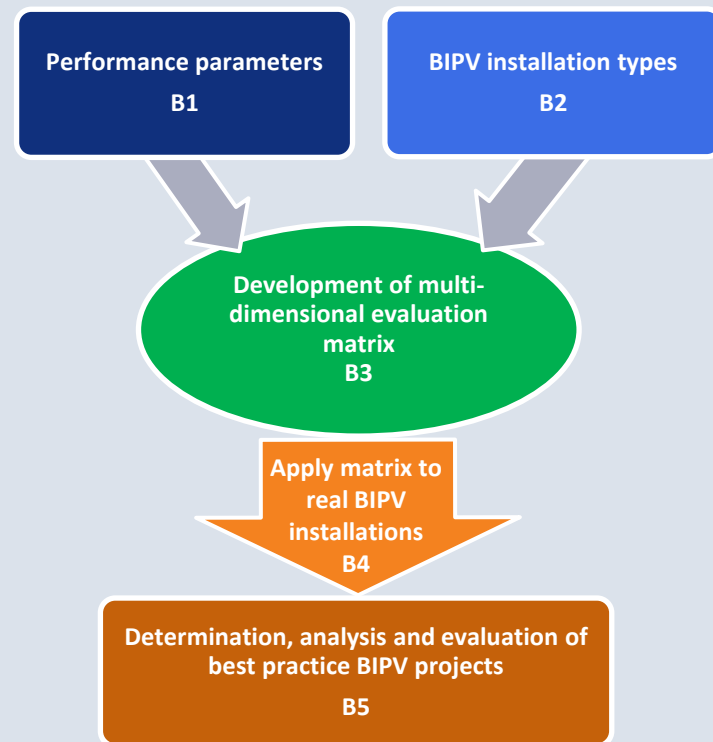 Performance parameters
B1
BIPV installation types
B2
Development of multi-
dimensional evaluation
matrix
B3
Apply matrix to
real BIPV
installations
B4
Determination, analysis and evaluation of
best practice BIPV projects
B5